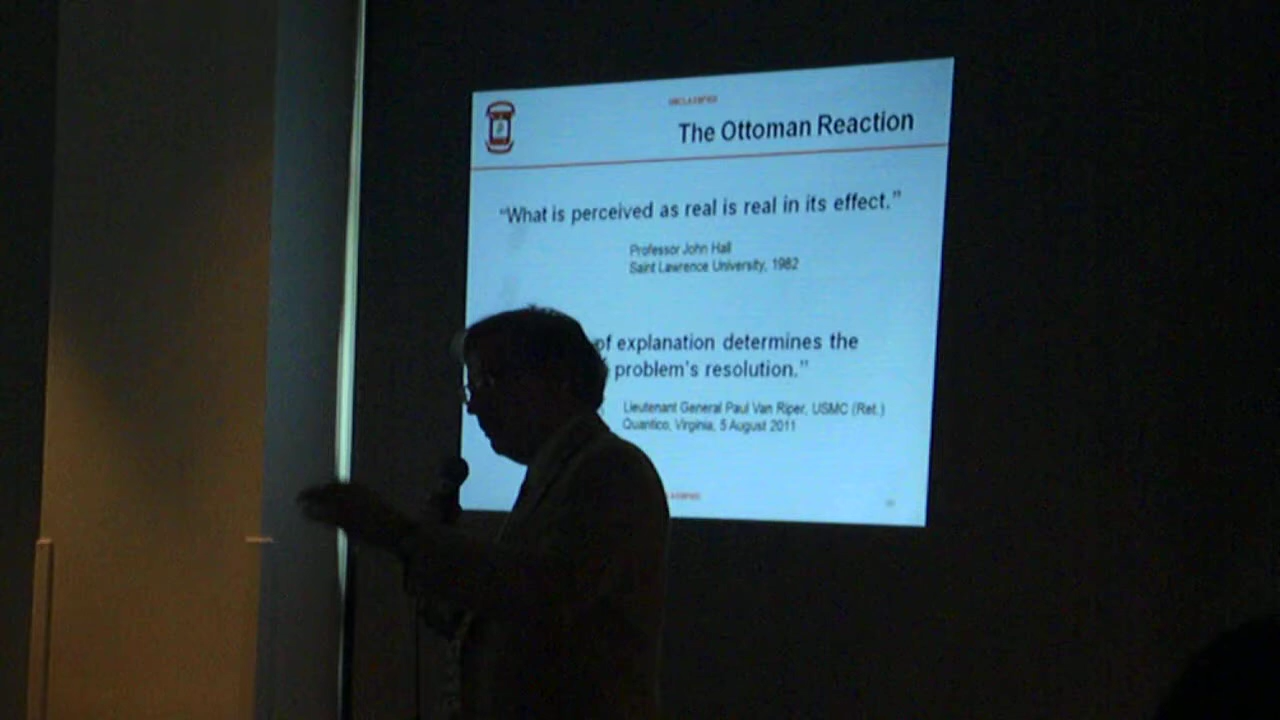 UNCLASSIFIED
The Ottoman Reaction
“What is perceived as real is real in its effect.”
Professor John Hall
Saint Lawrence University, 1982
of explanation determines the
problem’s resolution.”
Lieutenant General Paul Van Riper, USMC (Ret.)
Quantico, Virginia, 5 August 2011